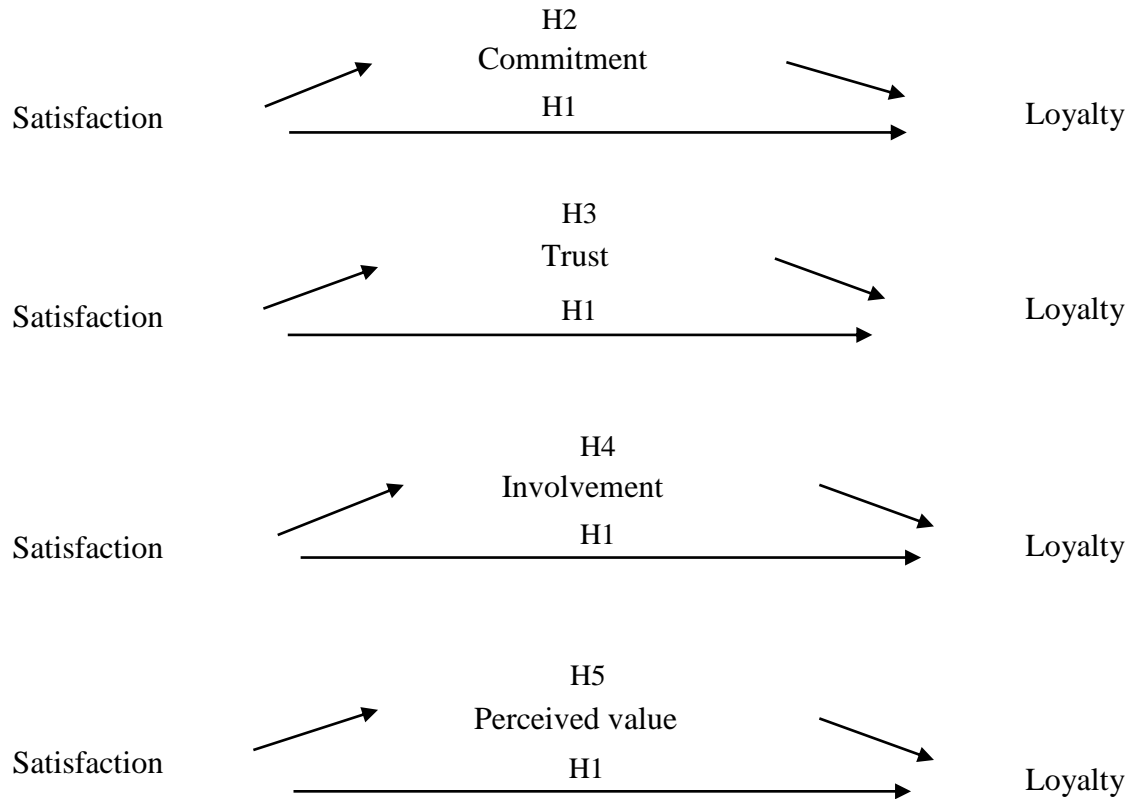 H2
Commitment
H1
Satisfaction
Loyalty
H3
Trust
H1
Satisfaction
Loyalty
H4
Involvement
H1
Satisfaction
Loyalty
H5
Perceived value
H1
Satisfaction
Loyalty